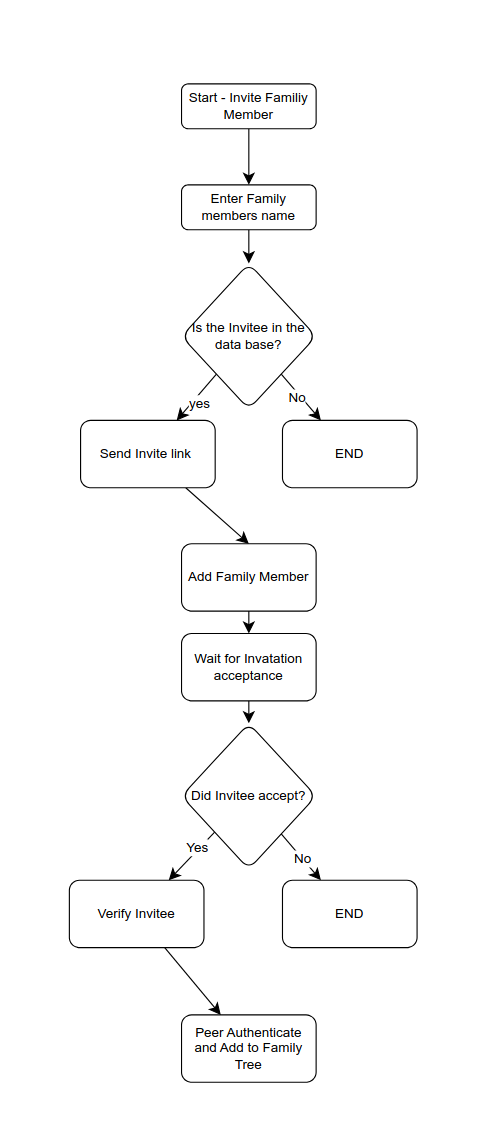 Start - Invite Familiy
Member
Enter Family
members name
Is the Invitee in the
data base?
yes
No
Send Invite link
END
Add Family Member
Wait for Invatation
acceptance
Did Invitee accept?
Yes
No
Verify Invitee
END
Peer Authenticate
and Add to Family
Tree